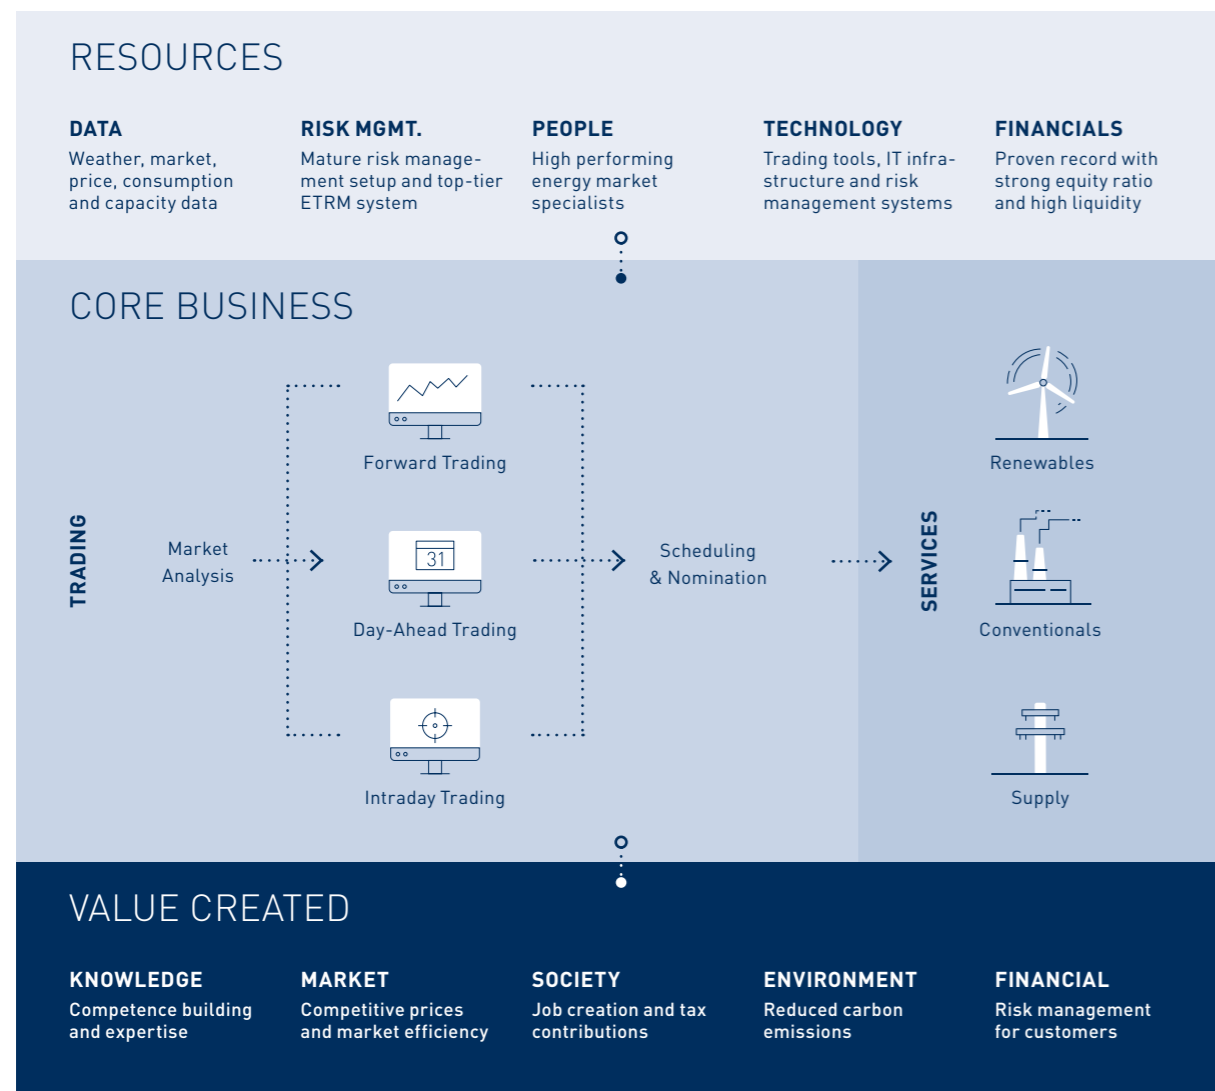 RESOURCES
DATA
Weather, market,
price, consumption
and capacity data
RISK MGMT.
Mature risk manage-
ment setup and top-tier
ETRM system
PEOPLE
High performing
energy market
specialists
TECHNOLOGY
Trading tools, IT infra-
structure and risk
management systems
FINANCIALS
Proven record with
strong equity ratio
and high liquidity
CORE BUSINESS
TRADING
Market
Analysis
Forward Trading
31
Day-Ahead Trading
Intraday Trading
Scheduling
& Nomination
SERVICES
Renewables
Conventionals
Supply
VALUE CREATED
KNOWLEDGE
Competence building
and expertise
MARKET
Competitive prices
and market efficiency
SOCIETY
Job creation and tax
contributions
ENVIRONMENT
Reduced carbon
emissions
FINANCIAL
Risk management
for customers